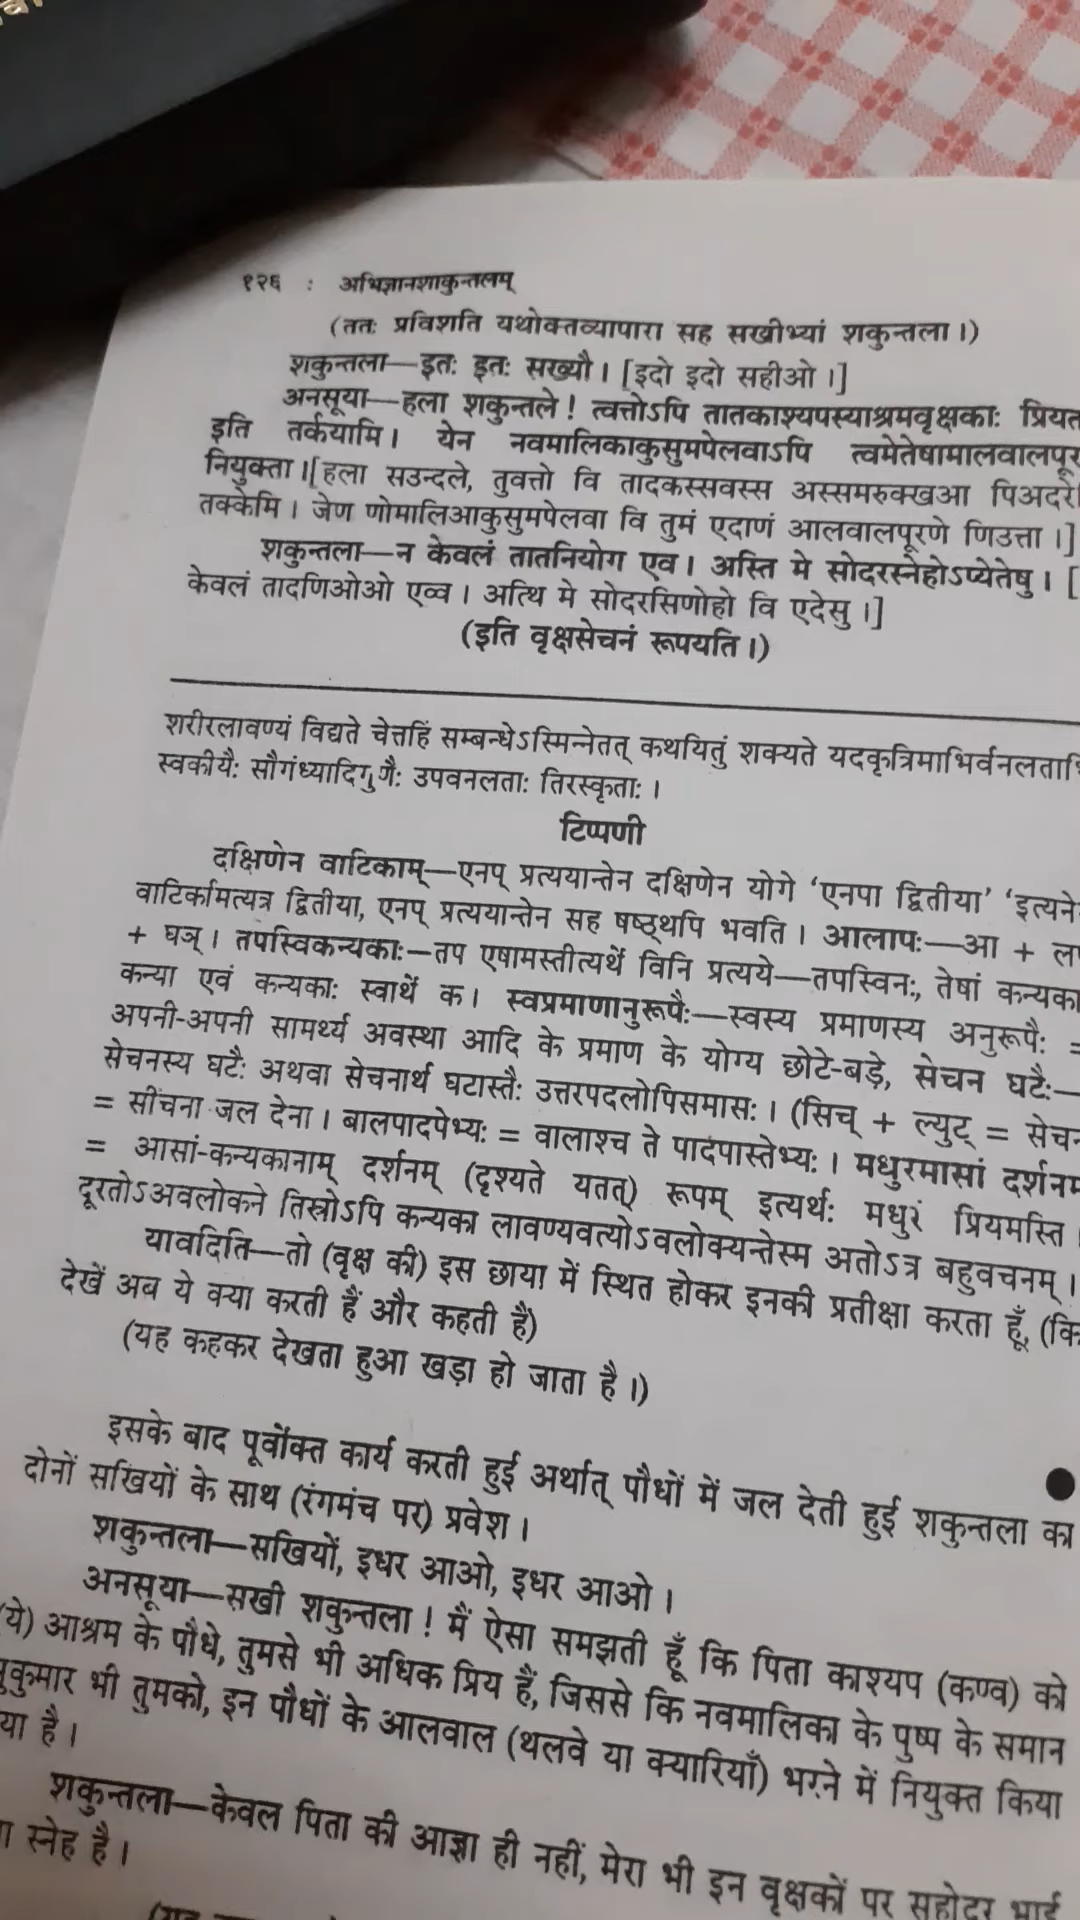 १२६ : अभिज्ञानशाकुन्तलम्
(ततः प्रविशति यथोक्तव्यापारा सह सखीभ्यां शकुन्तला।)
शकुन्तला—इतः इतः सख्यौ। [इदो इदो सहीओ।]
अनसूया—हला शकुन्तले! त्वत्तोऽपि तातकाश्यपस्याश्रमवृक्षकाः प्रियत
इति तर्कयामि। येन नवमालिकाकुसुमपेलवाऽपि त्वमेतेषामालवालपूर
नियुक्ता।[हला सउन्दले, तुवत्तो वि तादकस्सवस्स अस्समरुक्खआ पिअदरे
तक्केमि। जेण णोमालिआकुसुमपेलवा वि तुमं एदाणं आलवालपूरणे णिउत्ता।]
शकुन्तला—न केवलं तातनियोग एव। अस्ति मे सोदरस्नेहोऽप्येतेषु। [
केवलं तादणिओओ एव्व। अत्थि मे सोदरसिणोहो वि एदेसु।]
(इति वृक्षसेचनं रूपयति।)
शरीरलावण्यं विद्यते चेत्तर्हि सम्बन्धेऽस्मिन्नेतत् कथयितुं शक्यते यदकृत्रिमाभिर्वनलताभि
स्वकीयैः सौगंध्यादिगुणैः उपवनलताः तिरस्कृताः।
टिप्पणी
दक्षिणेन वाटिकाम्—एनप् प्रत्ययान्तेन दक्षिणेन योगे 'एनपा द्वितीया' 'इत्यने
वाटिर्कामत्यत्र द्वितीया, एनप् प्रत्ययान्तेन सह षष्ठ्यपि भवति। आलापः—आ + लप
+ घञ्। तपस्विकन्यकाः—तप एषामस्तीत्यर्थे विनि प्रत्यये—तपस्विनः, तेषां कन्यका
कन्या एवं कन्यकाः स्वार्थे क। स्वप्रमाणानुरूपैः—स्वस्य प्रमाणस्य अनुरूपैः =
अपनी-अपनी सामर्थ्य अवस्था आदि के प्रमाण के योग्य छोटे-बड़े, सेचन घटैः—
सेचनस्य घटैः अथवा सेचनार्थ घटास्तैः उत्तरपदलोपिसमासः। (सिच् + ल्युट् = सेचन
= सींचना जल देना। बालपादपेभ्यः = वालाश्च ते पादपास्तेभ्यः। मधुरमासां दर्शनम
= आसां-कन्यकानाम् दर्शनम् (दृश्यते यतत्) रूपम् इत्यर्थः मधुरं प्रियमस्ति।
दूरतोऽअवलोकने तिस्रोऽपि कन्यका लावण्यवत्योऽवलोक्यन्तेस्म अतोऽत्र बहुवचनम्।
यावदिति—तो (वृक्ष की) इस छाया में स्थित होकर इनकी प्रतीक्षा करता हूँ, (कि
देखें अब ये क्या करती हैं और कहती हैं)
(यह कहकर देखता हुआ खड़ा हो जाता है।)
इसके बाद पूर्वोक्त कार्य करती हुई अर्थात् पौधों में जल देती हुई शकुन्तला का
दोनों सखियों के साथ (रंगमंच पर) प्रवेश।
शकुन्तला—सखियों, इधर आओ, इधर आओ।
अनसूया—सखी शकुन्तला! मैं ऐसा समझती हूँ कि पिता काश्यप (कण्व) को
(ये) आश्रम के पौधे, तुमसे भी अधिक प्रिय हैं, जिससे कि नवमालिका के पुष्प के समान
सुकुमार भी तुमको, इन पौधों के आलवाल (थलवे या क्यारियाँ) भरने में नियुक्त किया
या है।
शकुन्तला—केवल पिता की आज्ञा ही नहीं, मेरा भी इन वृक्षकों पर सहोदर भाई
ा स्नेह है।